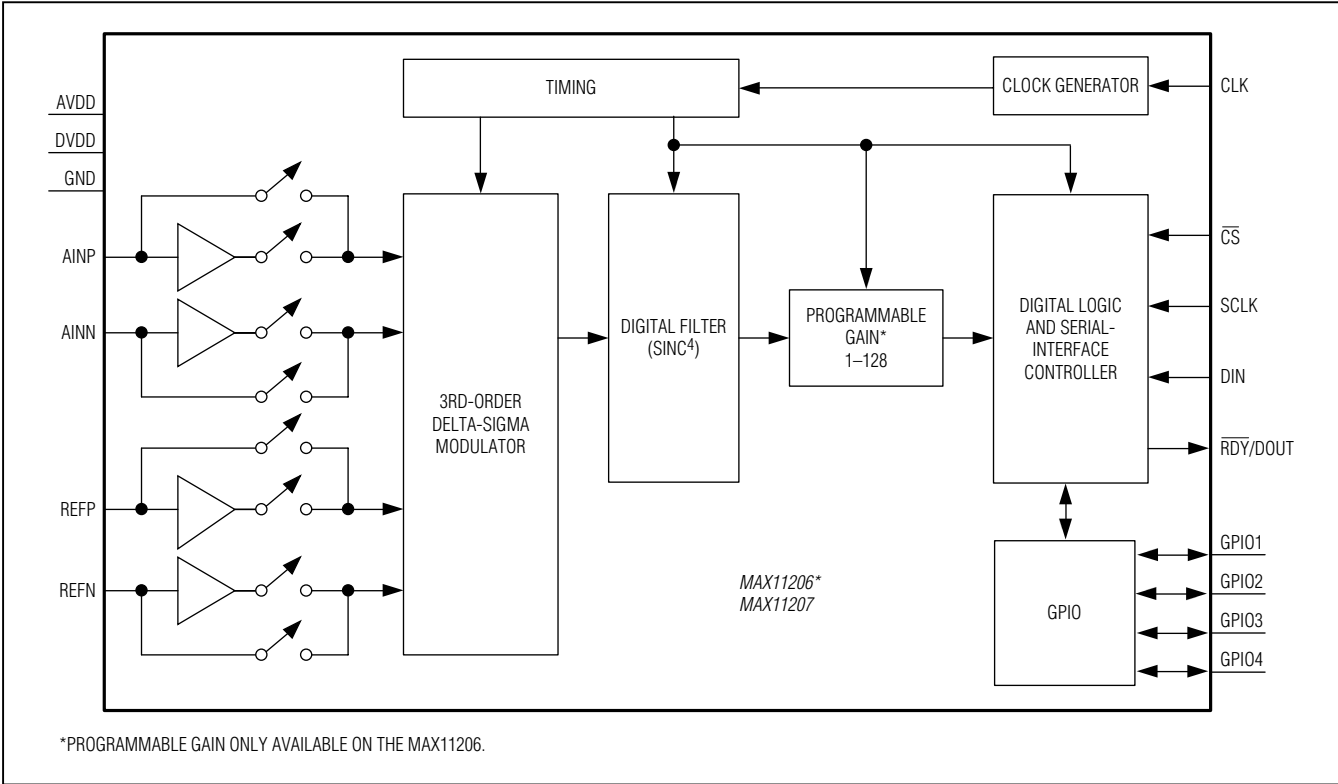 TIMING
CLOCK GENERATOR
CLK
AVDD
DVDD
GND
AINP
AINN
REFP
REFN
3RD-ORDER
DELTA-SIGMA
MODULATOR
DIGITAL FILTER
(SINC⁴)
PROGRAMMABLE
GAIN*
1–128
DIGITAL LOGIC
AND SERIAL-
INTERFACE
CONTROLLER
C̅S̅
SCLK
DIN
R̅D̅Y̅/DOUT
GPIO
GPIO1
GPIO2
GPIO3
GPIO4
MAX11206*
MAX11207
*PROGRAMMABLE GAIN ONLY AVAILABLE ON THE MAX11206.